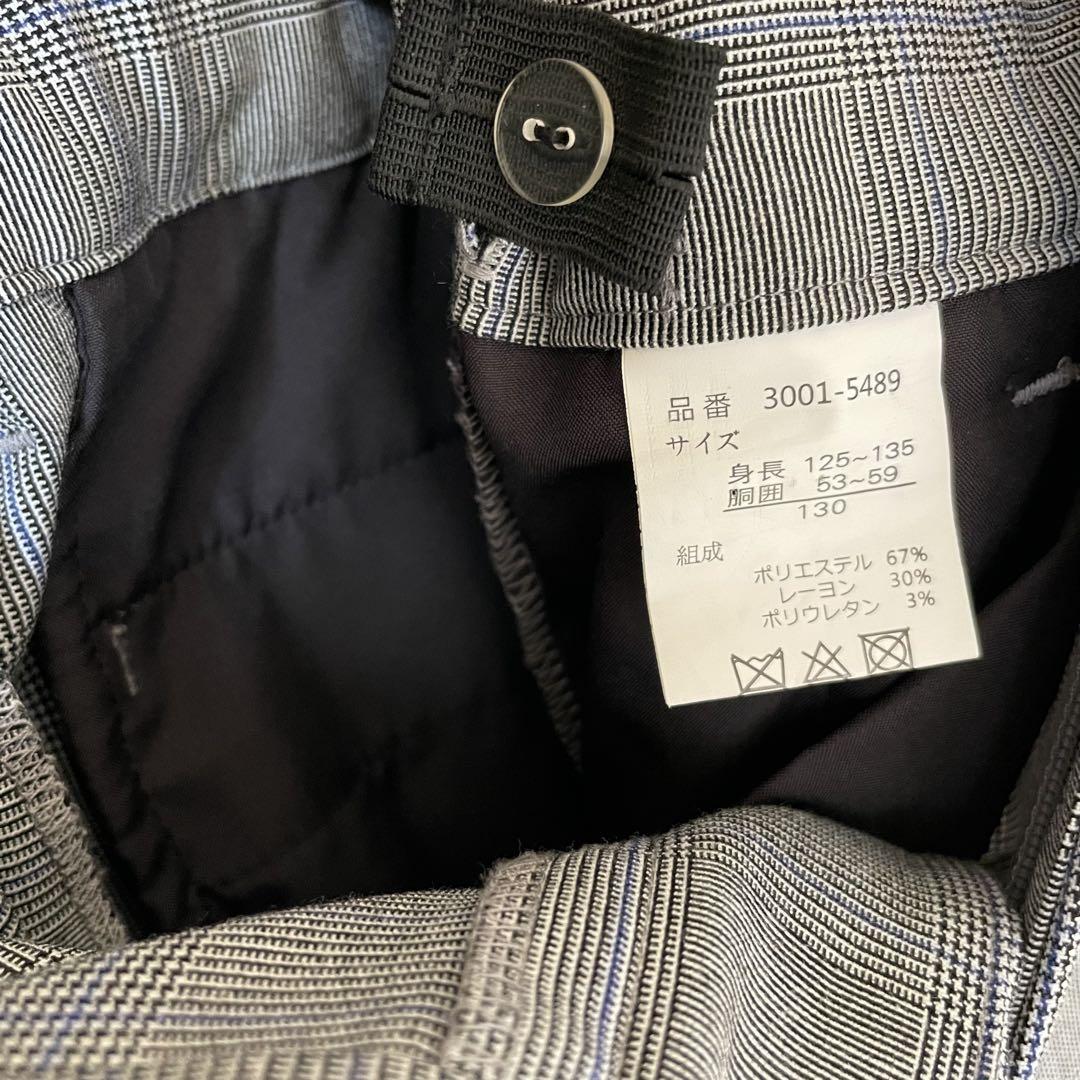 品番 3001-5489
サイズ
身長 125~135
胴囲 53~59
130
組成
ポリエステル 67%
レーヨン 30%
ポリウレタン 3%